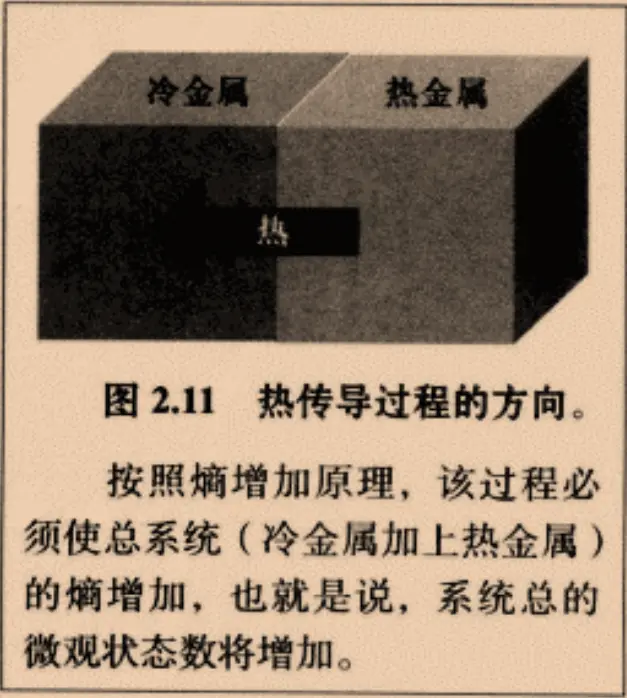 冷金属
热金属
热
图 2.11 热传导过程的方向。
按照熵增加原理，该过程必
须使总系统（冷金属加上热金属）
的熵增加，也就是说，系统总的
微观状态数将增加。